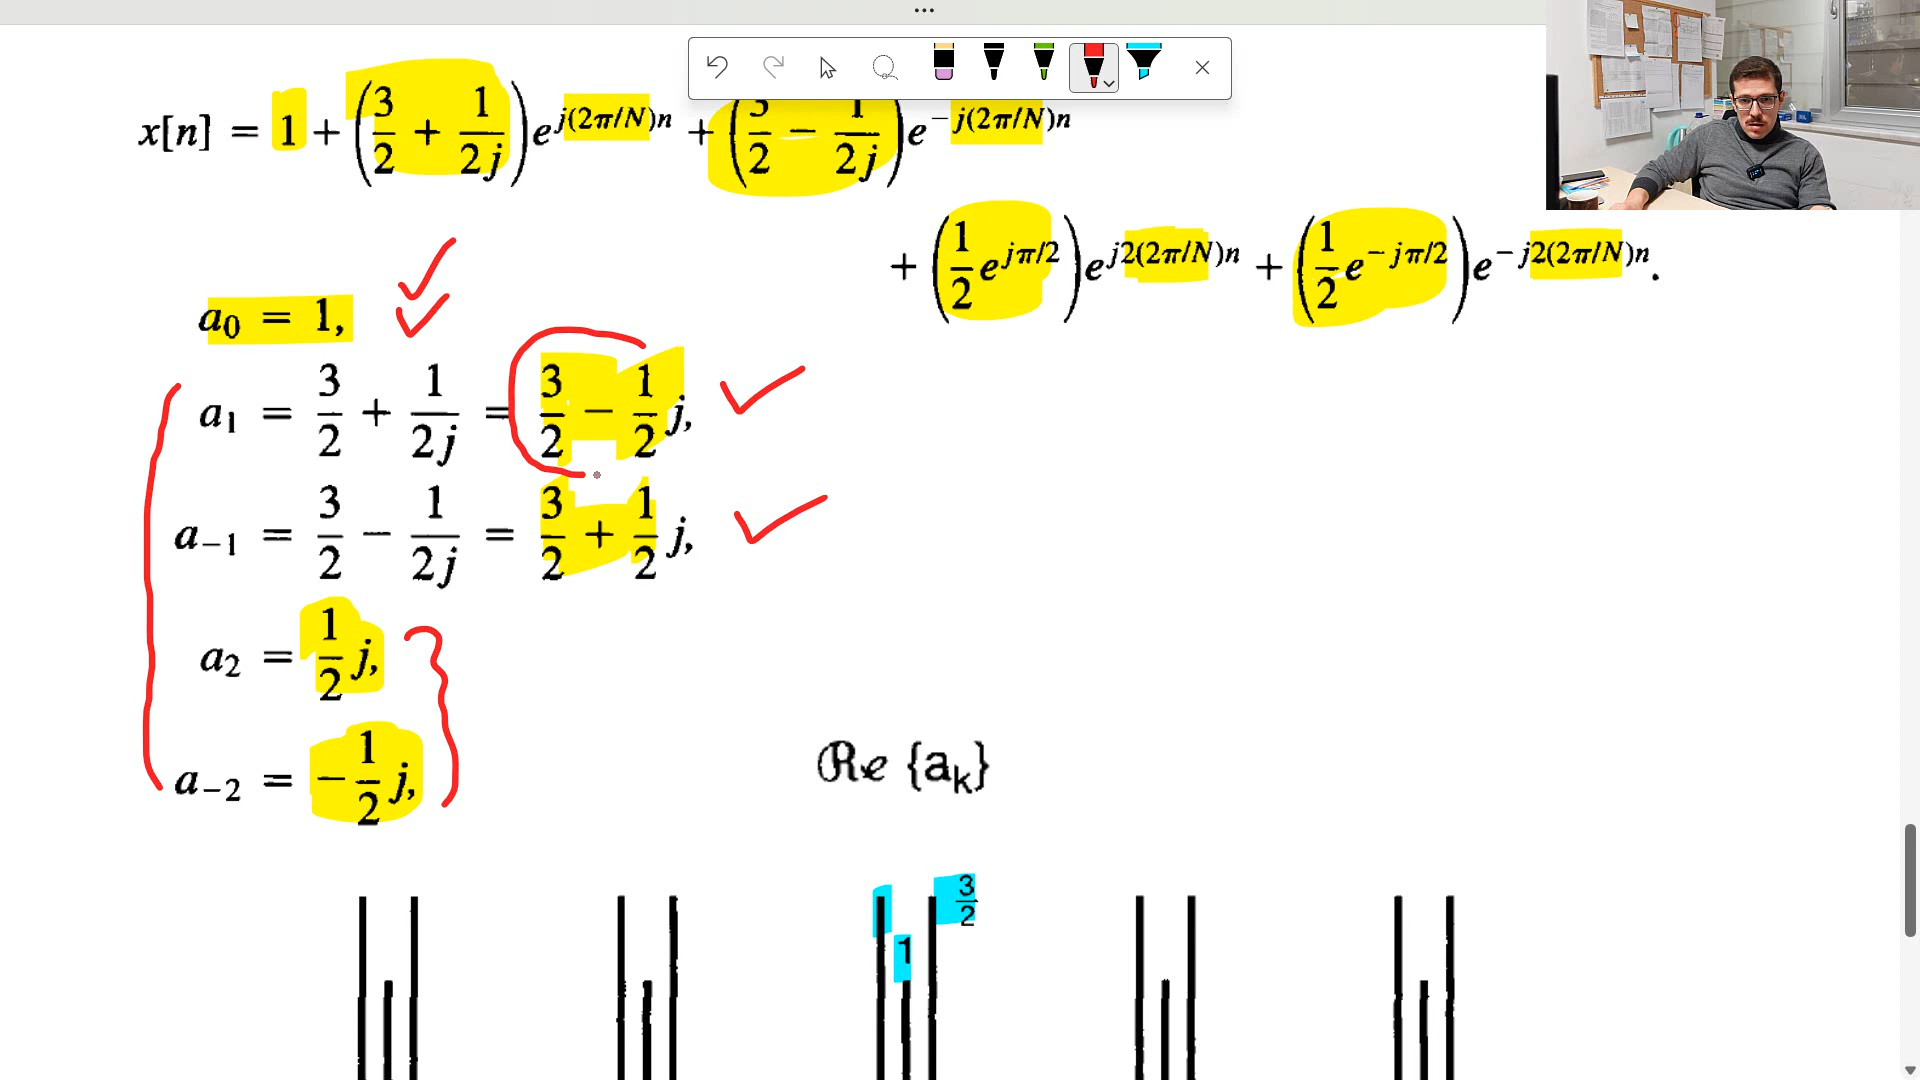 ...
x[n] = 1 + (3/2 + 1/2j) e^{j(2π/N)n} + (3/2 − 1/2j) e^{−j(2π/N)n}
+ (1/2 e^{jπ/2}) e^{j2(2π/N)n} + (1/2 e^{−jπ/2}) e^{−j2(2π/N)n}.
a_0 = 1,
a_1 = 3/2 + 1/2j = 3/2 − 1/2 j,
a_{−1} = 3/2 − 1/2j = 3/2 + 1/2 j,
a_2 = 1/2 j,
a_{−2} = −1/2 j,
ℛe {a_k}
3/2
1